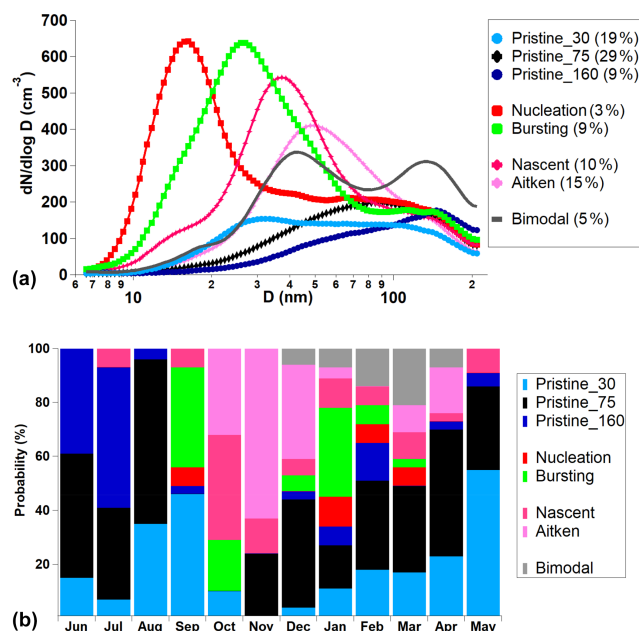 700
600
500
400
300
200
100
0
dN/dlog D (cm⁻³)
6 7 8 9 10 2 3 4 5 6 7 8 9 100 2
D (nm)
(a)
Pristine_30 (19%)
Pristine_75 (29%)
Pristine_160 (9%)
Nucleation (3%)
Bursting (9%)
Nascent (10%)
Aitken (15%)
Bimodal (5%)
100
80
60
40
20
Probability (%)
Jun Jul Aug Sep Oct Nov Dec Jan Feb Mar Apr May
(b)
Pristine_30
Pristine_75
Pristine_160
Nucleation
Bursting
Nascent
Aitken
Bimodal